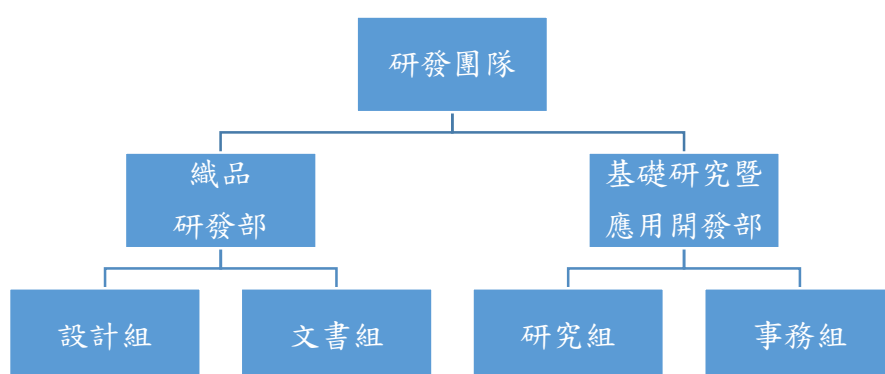 研發團隊
織品
研發部
基礎研究暨
應用開發部
設計組
文書組
研究組
事務組